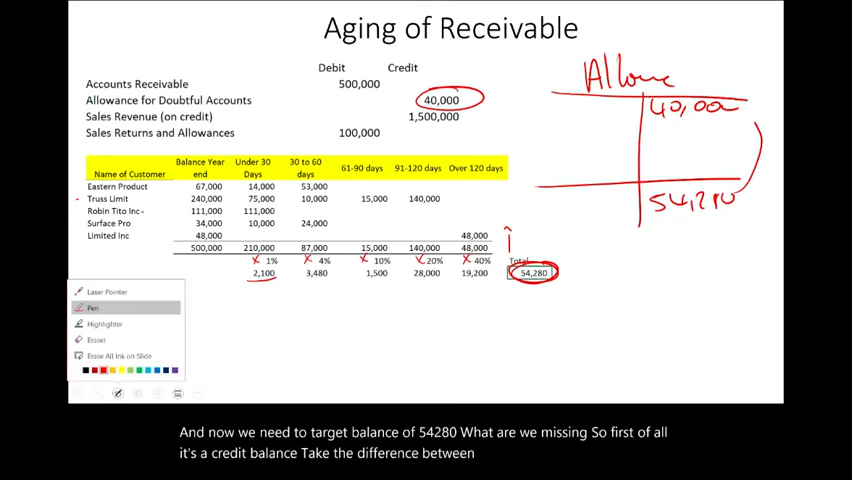 Aging of Receivable
Debit Credit
Accounts Receivable 500,000
Allowance for Doubtful Accounts 40,000
Sales Revenue (on credit) 1,500,000
Sales Returns and Allowances 100,000
Allowe
40,000
54,280
Name of Customer Balance Year end Under 30 Days 30 to 60 days 61-90 days 91-120 days Over 120 days
Eastern Product 67,000 14,000 53,000
Truss Limit 240,000 75,000 10,000 15,000 140,000
Robin Tito Inc 111,000 111,000
Surface Pro 34,000 10,000 24,000
Limited Inc 48,000 48,000
500,000 210,000 87,000 15,000 140,000 48,000
x 1% x 4% x 10% x 20% x 40% Total
2,100 3,480 1,500 28,000 19,200 54,280
Laser Pointer
Pen
Highlighter
Eraser
Erase All Ink on Slide
And now we need to target balance of 54280 What are we missing So first of all
it's a credit balance Take the difference between